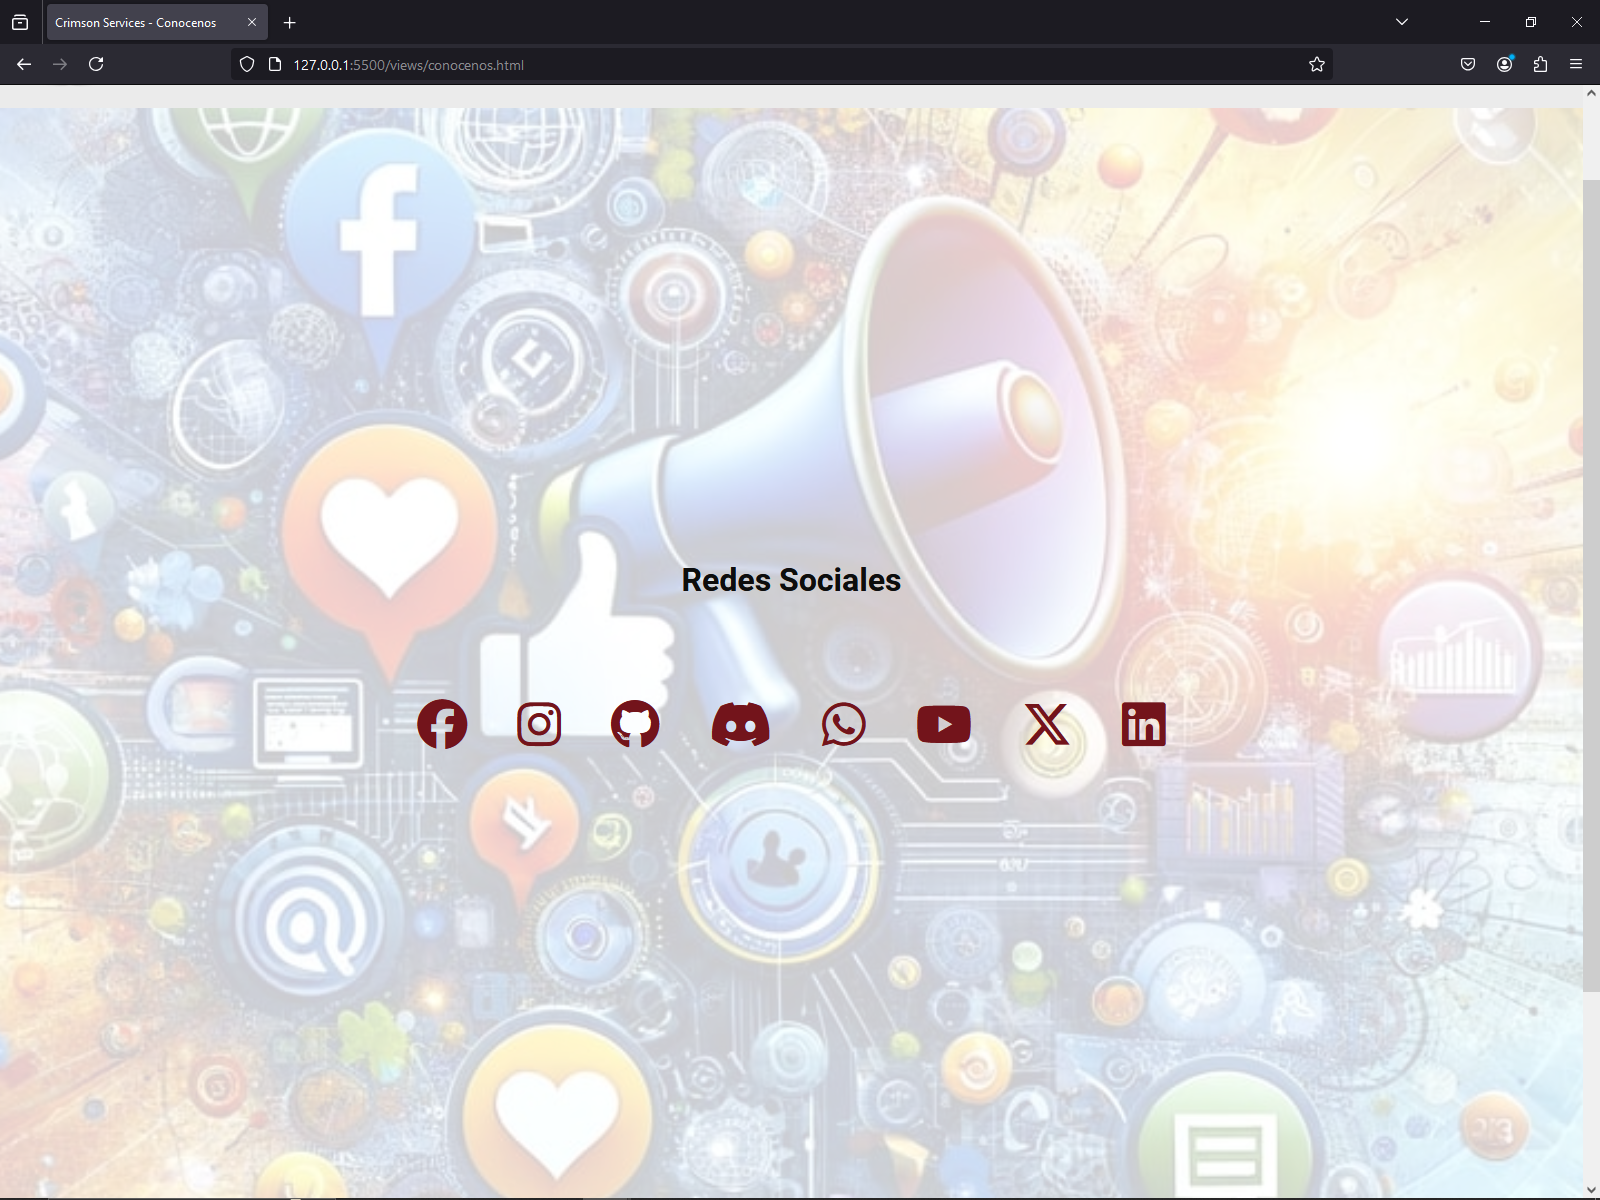 Crimson Services - Conocenos
127.0.0.1:5500/views/conocenos.html
Redes Sociales